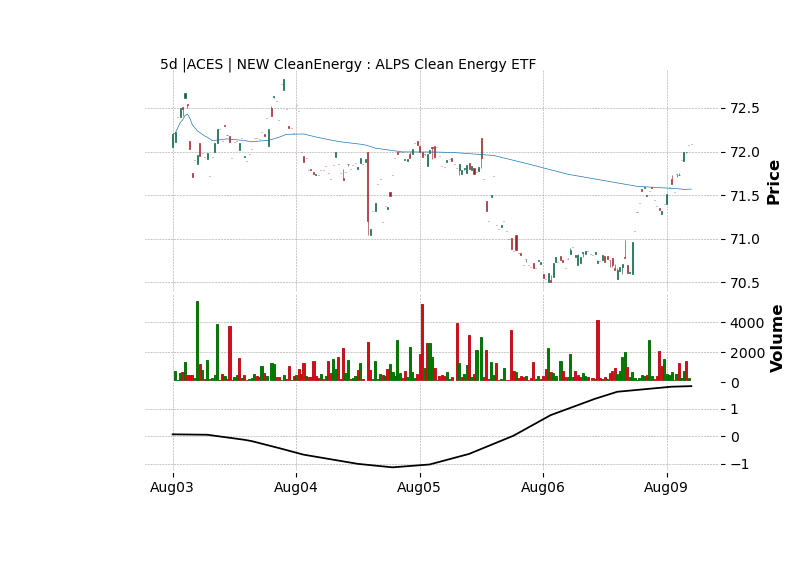 5d |ACES | NEW CleanEnergy : ALPS Clean Energy ETF
72.5
72.0
71.5
71.0
70.5
Price
4000
2000
0
Volume
1
0
−1
Aug03 Aug04 Aug05 Aug06 Aug09